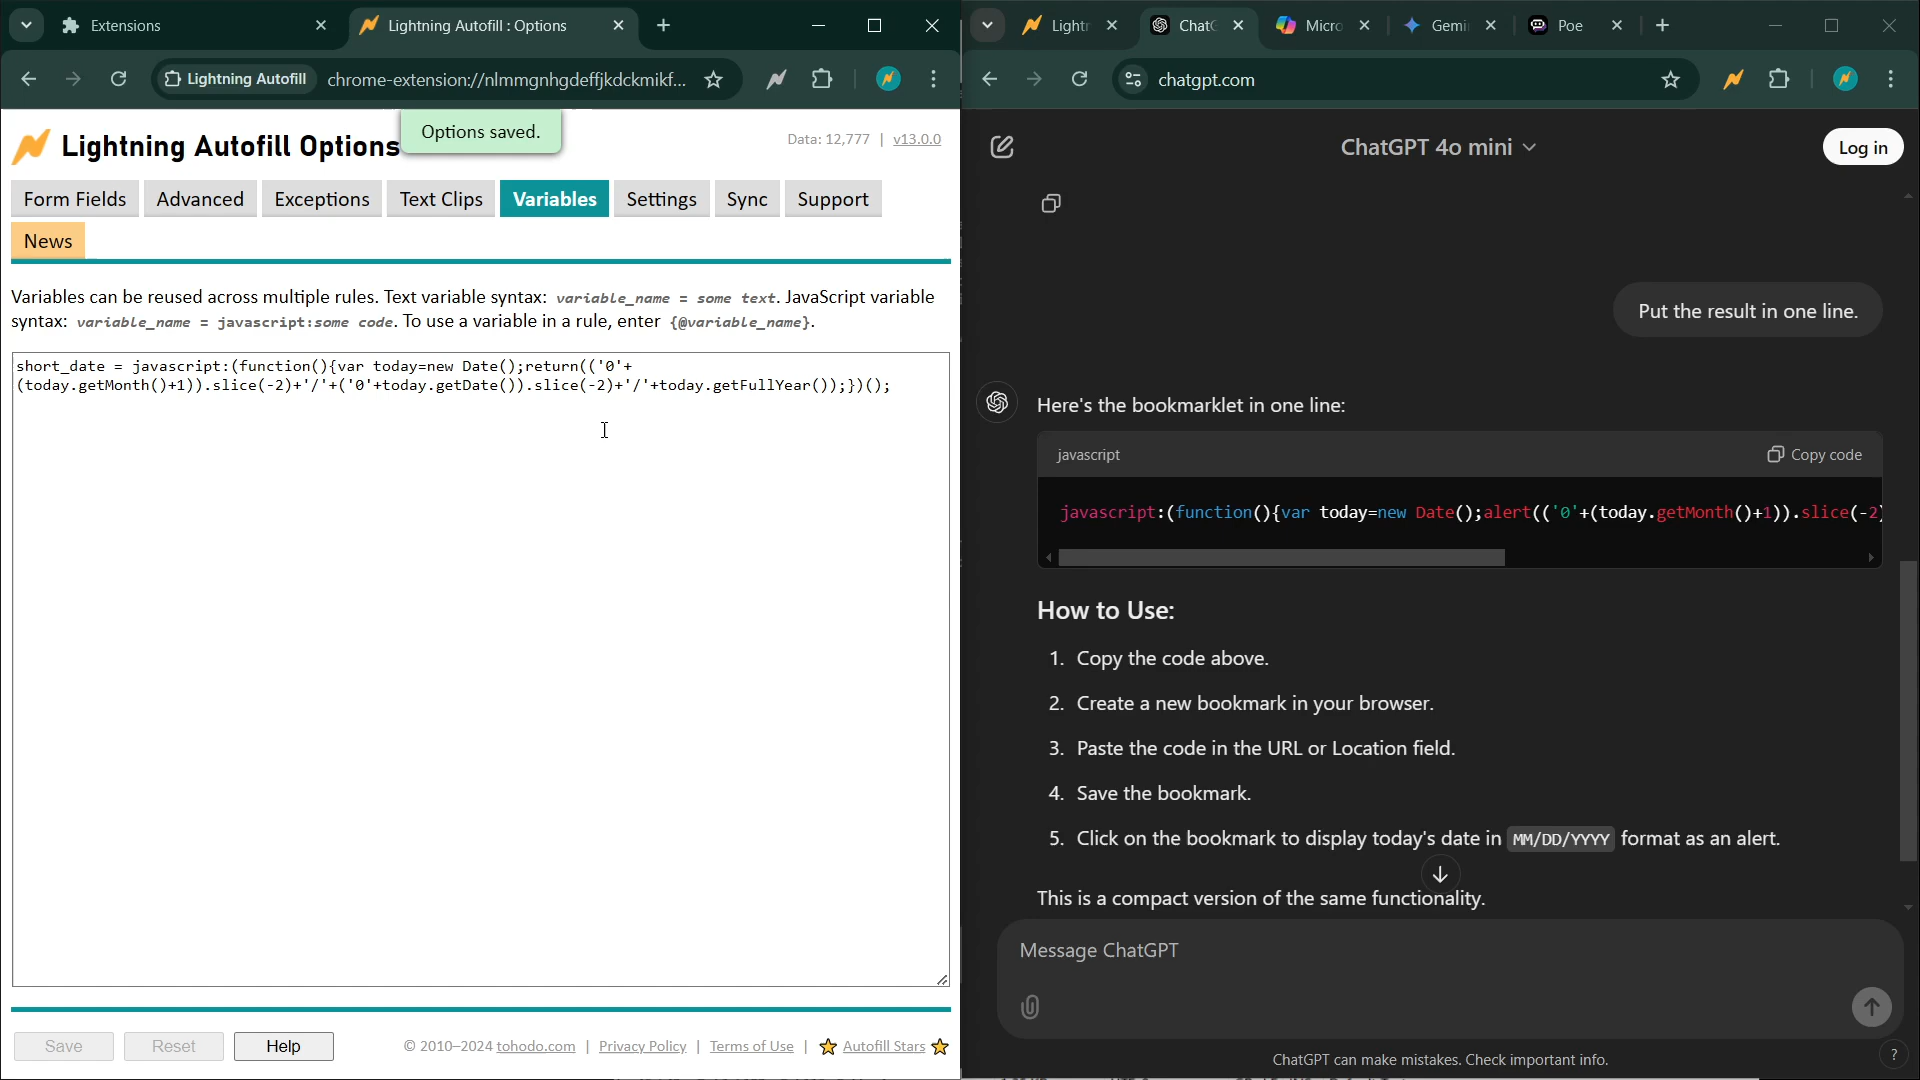 Extensions
Lightning Autofill : Options
Lightning Autofill
chrome-extension://nlmmgnhgdeffjkdckmikf...
Options saved.
Lightning Autofill Options
Data: 12,777 | v13.0.0
Form Fields
Advanced
Exceptions
Text Clips
Variables
Settings
Sync
Support
News
Variables can be reused across multiple rules. Text variable syntax: variable_name = some text. JavaScript variable
syntax: variable_name = javascript:some code. To use a variable in a rule, enter {@variable_name}.
short_date = javascript:(function(){var today=new Date();return(('0'+
(today.getMonth()+1)).slice(-2)+'/'+('0'+today.getDate()).slice(-2)+'/'+today.getFullYear());})();
Save
Reset
Help
© 2010–2024 tohodo.com | Privacy Policy | Terms of Use | Autofill Stars
Lightn
ChatG
Micro
Gemi
Poe
chatgpt.com
ChatGPT 4o mini
Log in
Put the result in one line.
Here's the bookmarklet in one line:
javascript
Copy code
javascript:(function(){var today=new Date();alert(('0'+(today.getMonth()+1)).slice(-2)
How to Use:
1. Copy the code above.
2. Create a new bookmark in your browser.
3. Paste the code in the URL or Location field.
4. Save the bookmark.
5. Click on the bookmark to display today's date in MM/DD/YYYY format as an alert.
This is a compact version of the same functionality.
Message ChatGPT
ChatGPT can make mistakes. Check important info.
?